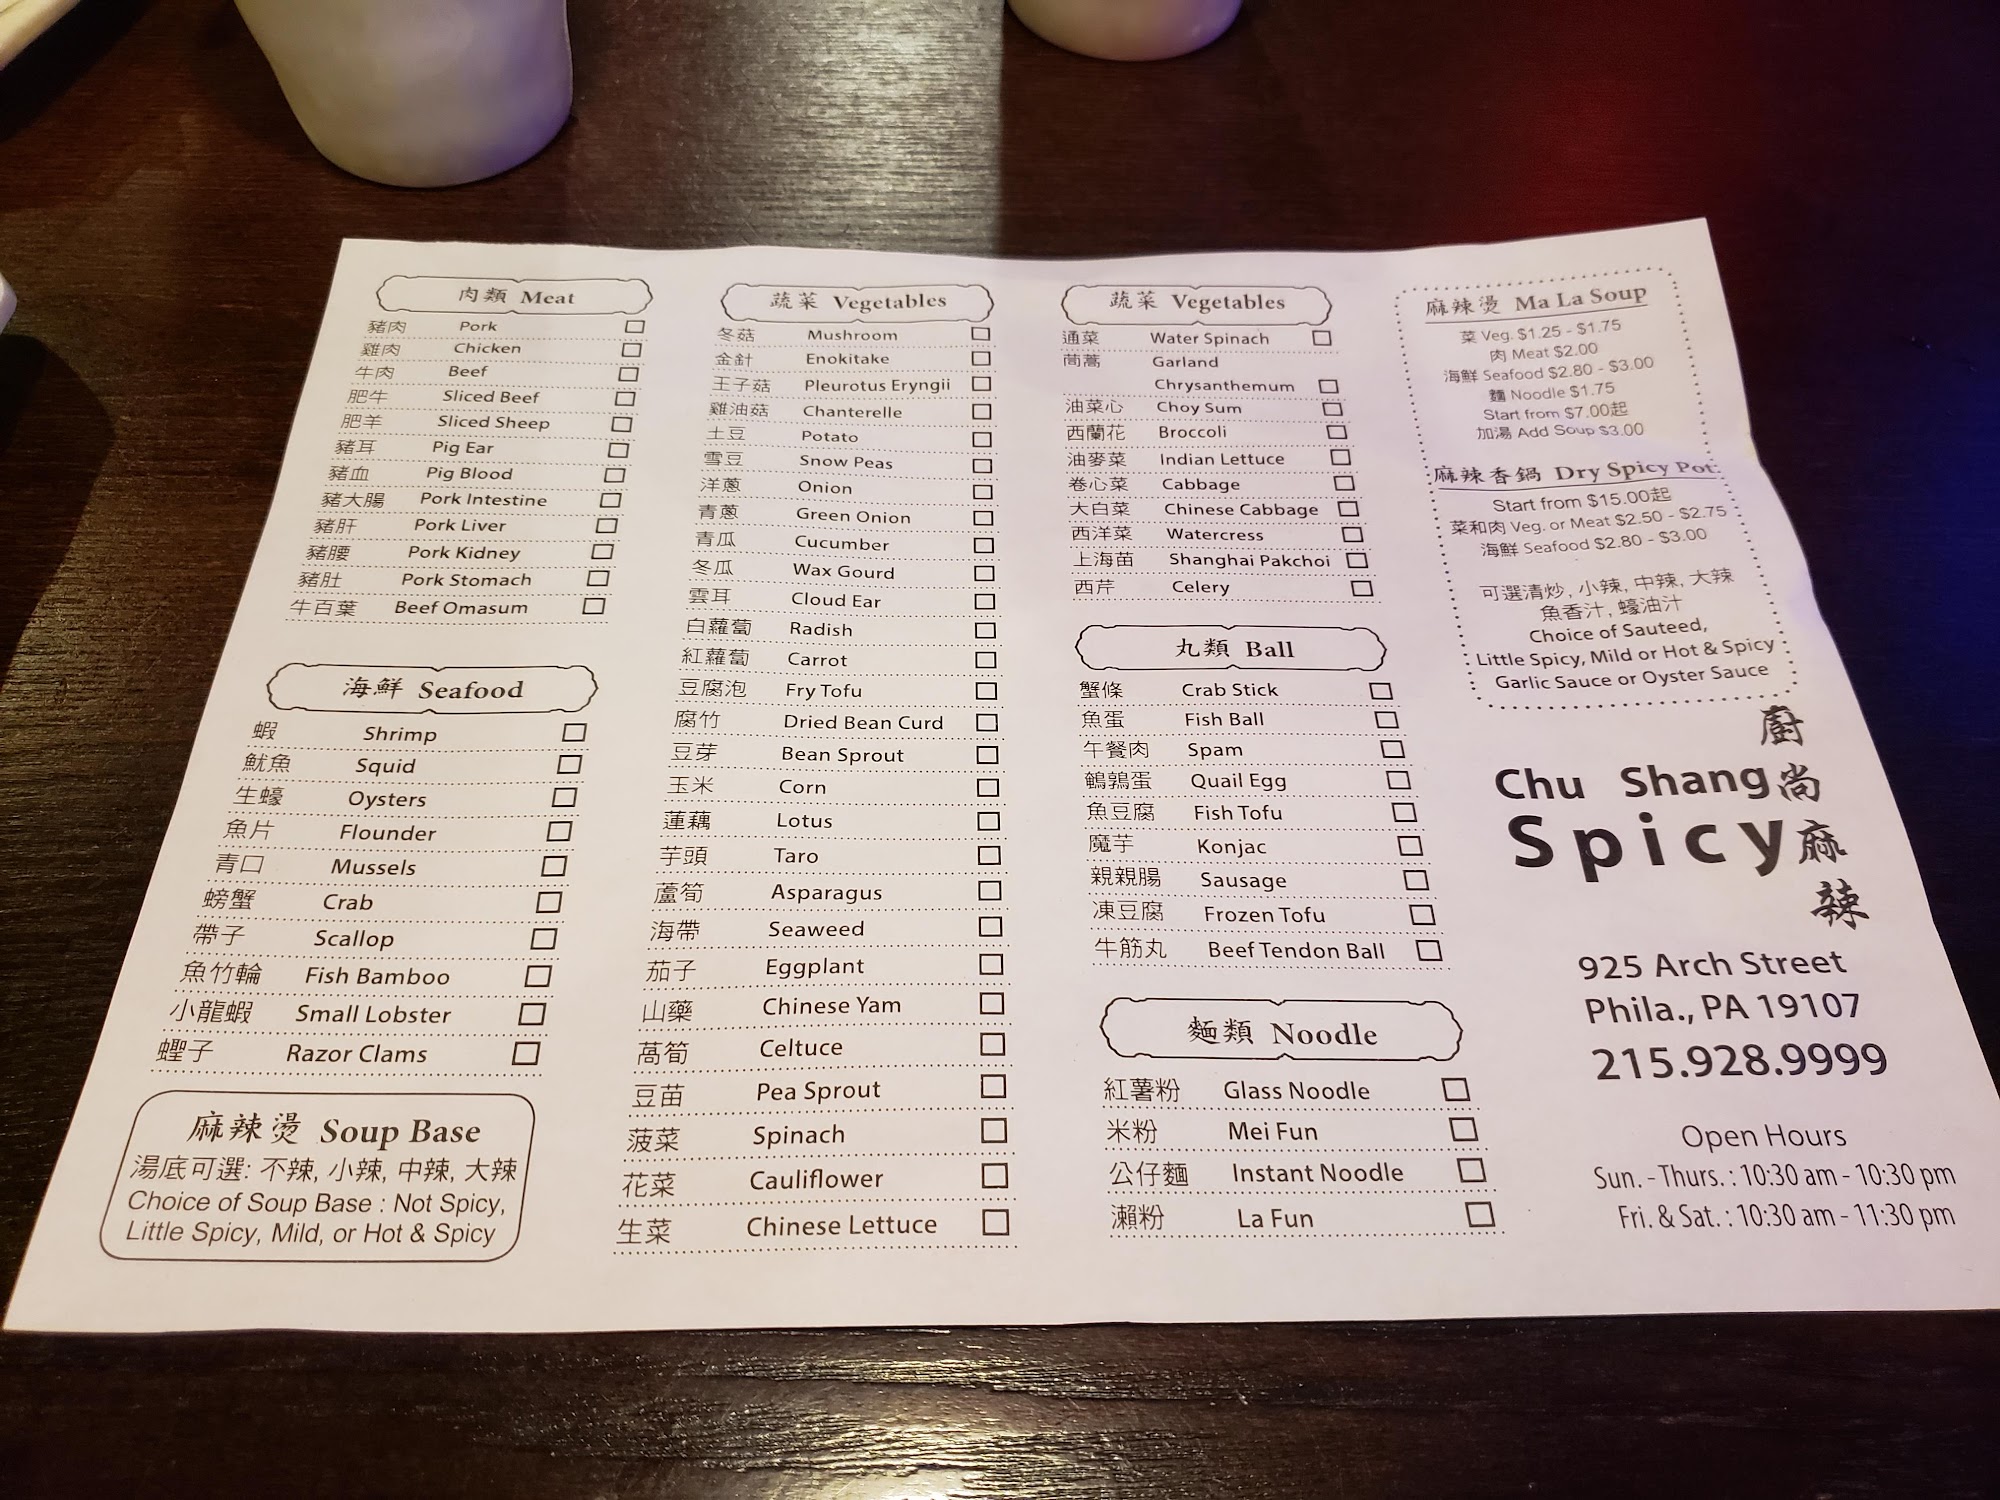 肉類 Meat
豬肉 Pork
雞肉 Chicken
牛肉 Beef
肥牛 Sliced Beef
肥羊 Sliced Sheep
豬耳 Pig Ear
豬血 Pig Blood
豬大腸 Pork Intestine
豬肝 Pork Liver
豬腰 Pork Kidney
豬肚 Pork Stomach
牛百葉 Beef Omasum
海鮮 Seafood
蝦 Shrimp
魷魚 Squid
生蠔 Oysters
魚片 Flounder
青口 Mussels
螃蟹 Crab
帶子 Scallop
魚竹輪 Fish Bamboo
小龍蝦 Small Lobster
蟶子 Razor Clams
麻辣燙 Soup Base
湯底可選: 不辣, 小辣, 中辣, 大辣
Choice of Soup Base : Not Spicy,
Little Spicy, Mild, or Hot & Spicy
蔬菜 Vegetables
冬菇 Mushroom
金針 Enokitake
王子菇 Pleurotus Eryngii
雞油菇 Chanterelle
土豆 Potato
雪豆 Snow Peas
洋蔥 Onion
青蔥 Green Onion
青瓜 Cucumber
冬瓜 Wax Gourd
雲耳 Cloud Ear
白蘿蔔 Radish
紅蘿蔔 Carrot
豆腐泡 Fry Tofu
腐竹 Dried Bean Curd
豆芽 Bean Sprout
玉米 Corn
蓮藕 Lotus
芋頭 Taro
蘆筍 Asparagus
海帶 Seaweed
茄子 Eggplant
山藥 Chinese Yam
萵筍 Celtuce
豆苗 Pea Sprout
菠菜 Spinach
花菜 Cauliflower
生菜 Chinese Lettuce
蔬菜 Vegetables
通菜 Water Spinach
茼蒿 Garland
Chrysanthemum
油菜心 Choy Sum
西蘭花 Broccoli
油麥菜 Indian Lettuce
卷心菜 Cabbage
大白菜 Chinese Cabbage
西洋菜 Watercress
上海苗 Shanghai Pakchoi
西芹 Celery
丸類 Ball
蟹條 Crab Stick
魚蛋 Fish Ball
午餐肉 Spam
鵪鶉蛋 Quail Egg
魚豆腐 Fish Tofu
魔芋 Konjac
親親腸 Sausage
凍豆腐 Frozen Tofu
牛筋丸 Beef Tendon Ball
麵類 Noodle
紅薯粉 Glass Noodle
米粉 Mei Fun
公仔麵 Instant Noodle
瀨粉 La Fun
麻辣燙 Ma La Soup
菜 Veg. $1.25 - $1.75
肉 Meat $2.00
海鮮 Seafood $2.80 - $3.00
麵 Noodle $1.75
Start from $7.00起
加湯 Add Soup $3.00
麻辣香鍋 Dry Spicy Pot
Start from $15.00起
菜和肉 Veg. or Meat $2.50 - $2.75
海鮮 Seafood $2.80 - $3.00
可選清炒, 小辣, 中辣, 大辣
魚香汁, 蠔油汁
Choice of Sauteed,
Little Spicy, Mild or Hot & Spicy
Garlic Sauce or Oyster Sauce
廚尚麻辣
Chu Shang
Spicy
925 Arch Street
Phila., PA 19107
215.928.9999
Open Hours
Sun. - Thurs. : 10:30 am - 10:30 pm
Fri. & Sat. : 10:30 am - 11:30 pm